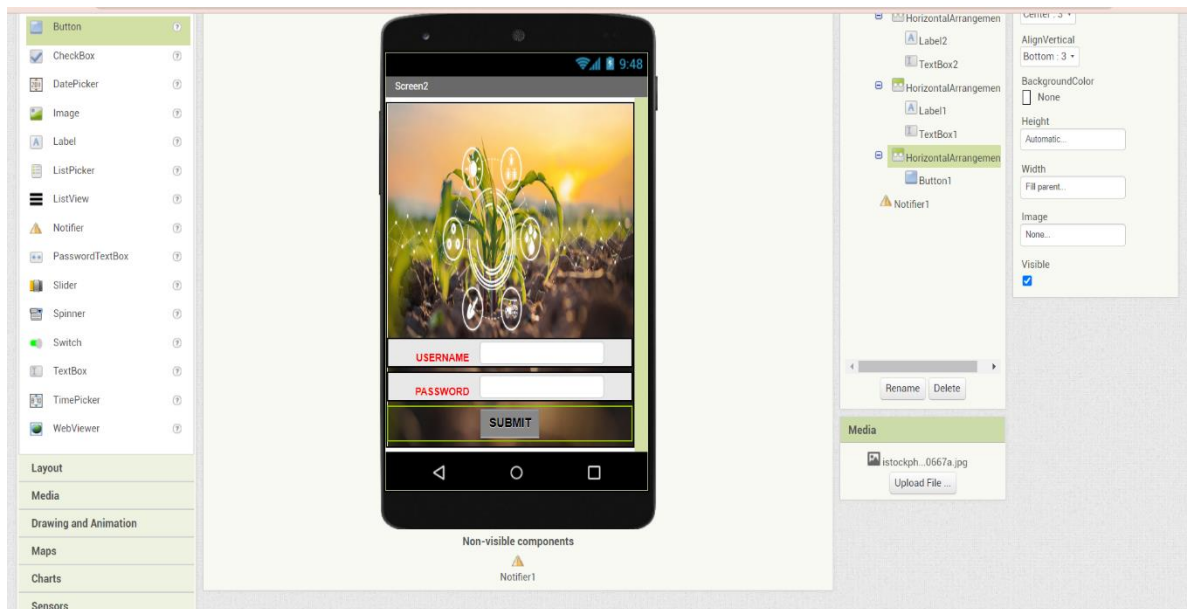 Button
CheckBox
DatePicker
Image
Label
ListPicker
ListView
Notifier
PasswordTextBox
Slider
Spinner
Switch
TextBox
TimePicker
WebViewer
Layout
Media
Drawing and Animation
Maps
Charts
Sensors
9:48
Screen2
USERNAME
PASSWORD
SUBMIT
Non-visible components
Notifier1
HorizontalArrangemen
Label2
TextBox2
HorizontalArrangemen
Label1
TextBox1
HorizontalArrangemen
Button1
Notifier1
Rename Delete
Media
istockph...0667a.jpg
Upload File ...
Center : 3
AlignVertical
Bottom : 3
BackgroundColor
None
Height
Automatic...
Width
Fill parent...
Image
None...
Visible